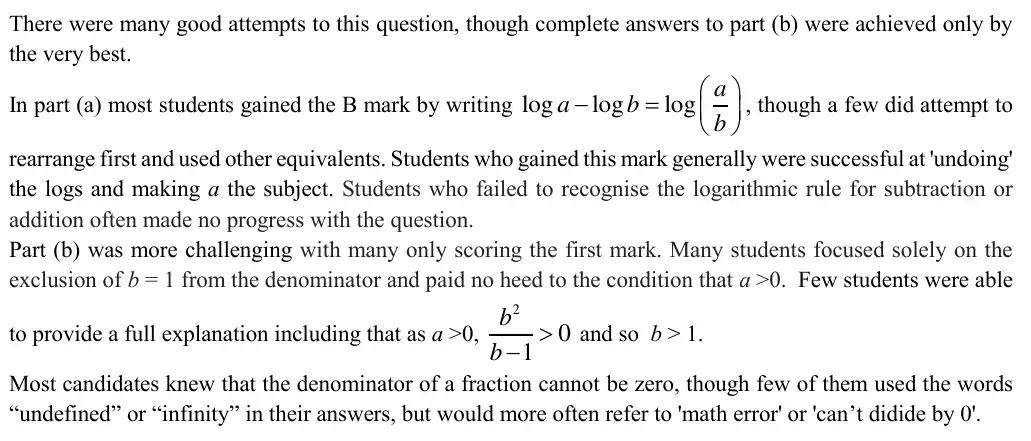 There were many good attempts to this question, though complete answers to part (b) were achieved only by
the very best.
In part (a) most students gained the B mark by writing log a − log b = log(a/b), though a few did attempt to
rearrange first and used other equivalents. Students who gained this mark generally were successful at 'undoing'
the logs and making a the subject. Students who failed to recognise the logarithmic rule for subtraction or
addition often made no progress with the question.
Part (b) was more challenging with many only scoring the first mark. Many students focused solely on the
exclusion of b = 1 from the denominator and paid no heed to the condition that a >0. Few students were able
to provide a full explanation including that as a >0, b²/(b−1) > 0 and so b > 1.
Most candidates knew that the denominator of a fraction cannot be zero, though few of them used the words
“undefined” or “infinity” in their answers, but would more often refer to 'math error' or 'can’t didide by 0'.